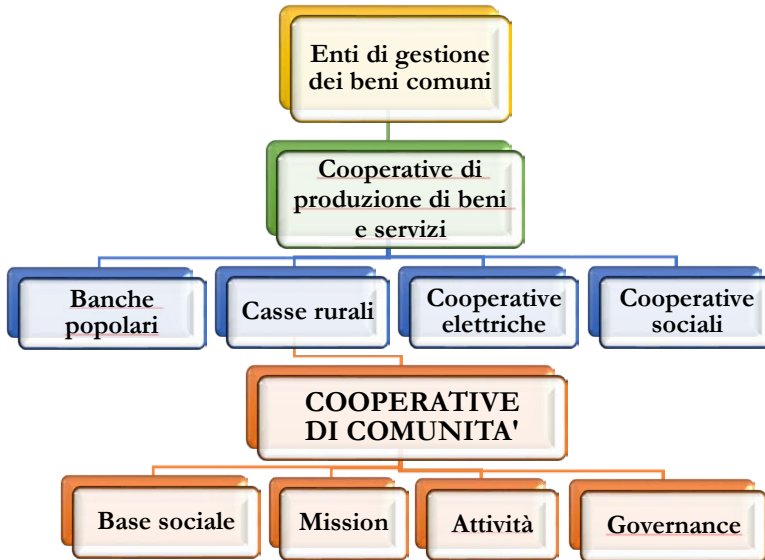 Enti di gestione
dei beni comuni
Cooperative di
produzione di beni
e servizi
Banche
popolari
Casse rurali
Cooperative
elettriche
Cooperative
sociali
COOPERATIVE
DI COMUNITA'
Base sociale
Mission
Attività
Governance